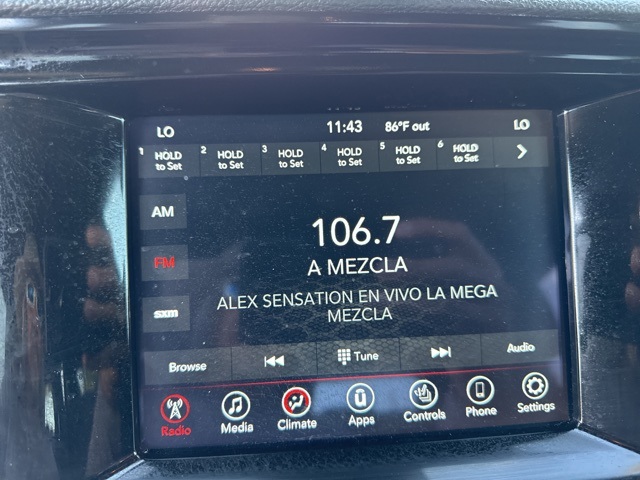 LO 11:43 86°F out LO
1 HOLD to Set 2 HOLD to Set 3 HOLD to Set 4 HOLD to Set 5 HOLD to Set 6 HOLD to Set
AM
106.7
FM
A MEZCLA
ALEX SENSATION EN VIVO LA MEGA
MEZCLA
SXM
Browse Tune Audio
Radio Media Climate Apps Controls Phone Settings